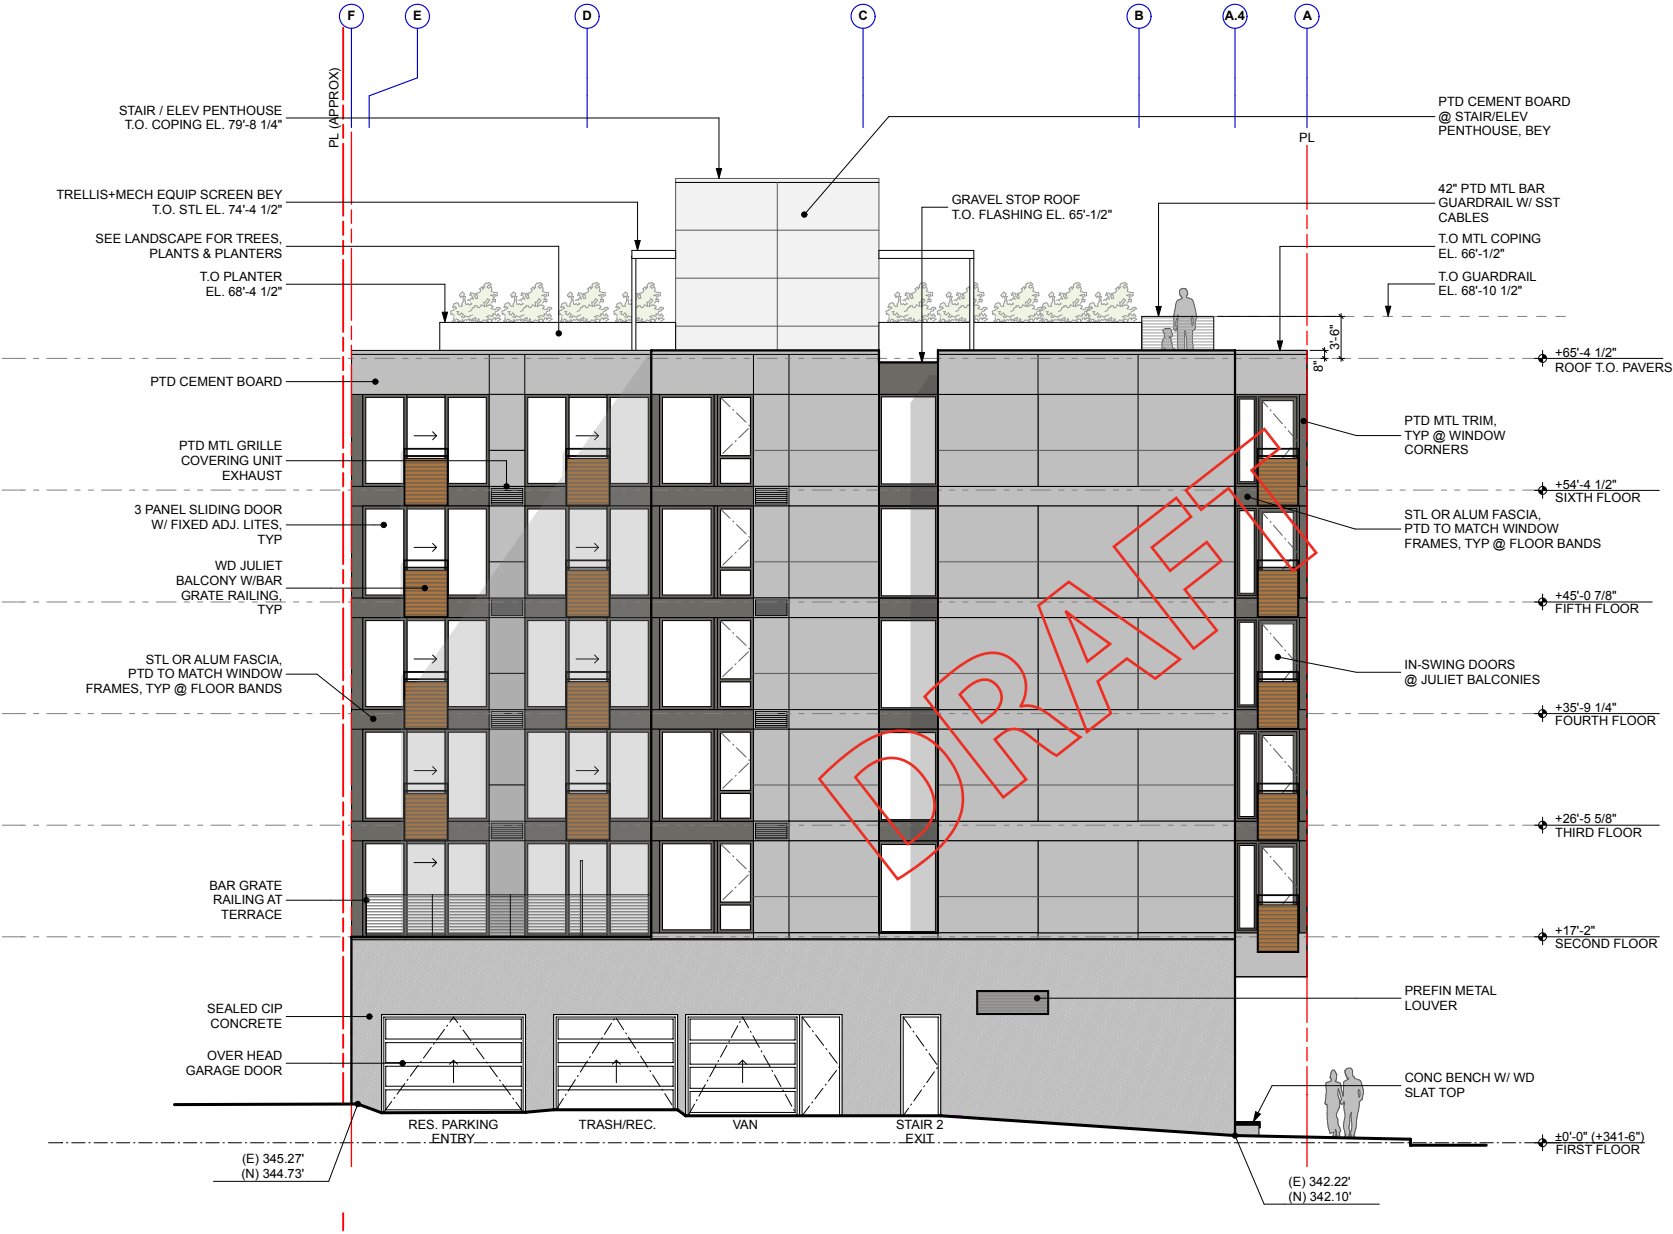 F
E
D
C
B
A.4
A
PL (APPROX)
PL
STAIR / ELEV PENTHOUSE
T.O. COPING EL. 79'-8 1/4"
TRELLIS+MECH EQUIP SCREEN BEY
T.O. STL EL. 74'-4 1/2"
SEE LANDSCAPE FOR TREES,
PLANTS & PLANTERS
T.O PLANTER
EL. 68'-4 1/2"
PTD CEMENT BOARD
PTD MTL GRILLE
COVERING UNIT
EXHAUST
3 PANEL SLIDING DOOR
W/ FIXED ADJ. LITES,
TYP
WD JULIET
BALCONY W/BAR
GRATE RAILING,
TYP
STL OR ALUM FASCIA,
PTD TO MATCH WINDOW
FRAMES, TYP @ FLOOR BANDS
BAR GRATE
RAILING AT
TERRACE
SEALED CIP
CONCRETE
OVER HEAD
GARAGE DOOR
(E) 345.27'
(N) 344.73'
GRAVEL STOP ROOF
T.O. FLASHING EL. 65'-1/2"
DRAFT
RES. PARKING
ENTRY
TRASH/REC.
VAN
STAIR 2
EXIT
PTD CEMENT BOARD
@ STAIR/ELEV
PENTHOUSE, BEY
42" PTD MTL BAR
GUARDRAIL W/ SST
CABLES
T.O MTL COPING
EL. 66'-1/2"
T.O GUARDRAIL
EL. 68'-10 1/2"
3'-6"
8"
+65'-4 1/2"
ROOF T.O. PAVERS
PTD MTL TRIM,
TYP @ WINDOW
CORNERS
+54'-4 1/2"
SIXTH FLOOR
STL OR ALUM FASCIA,
PTD TO MATCH WINDOW
FRAMES, TYP @ FLOOR BANDS
+45'-0 7/8"
FIFTH FLOOR
IN-SWING DOORS
@ JULIET BALCONIES
+35'-9 1/4"
FOURTH FLOOR
+26'-5 5/8"
THIRD FLOOR
+17'-2"
SECOND FLOOR
PREFIN METAL
LOUVER
CONC BENCH W/ WD
SLAT TOP
±0'-0" (+341-6")
FIRST FLOOR
(E) 342.22'
(N) 342.10'